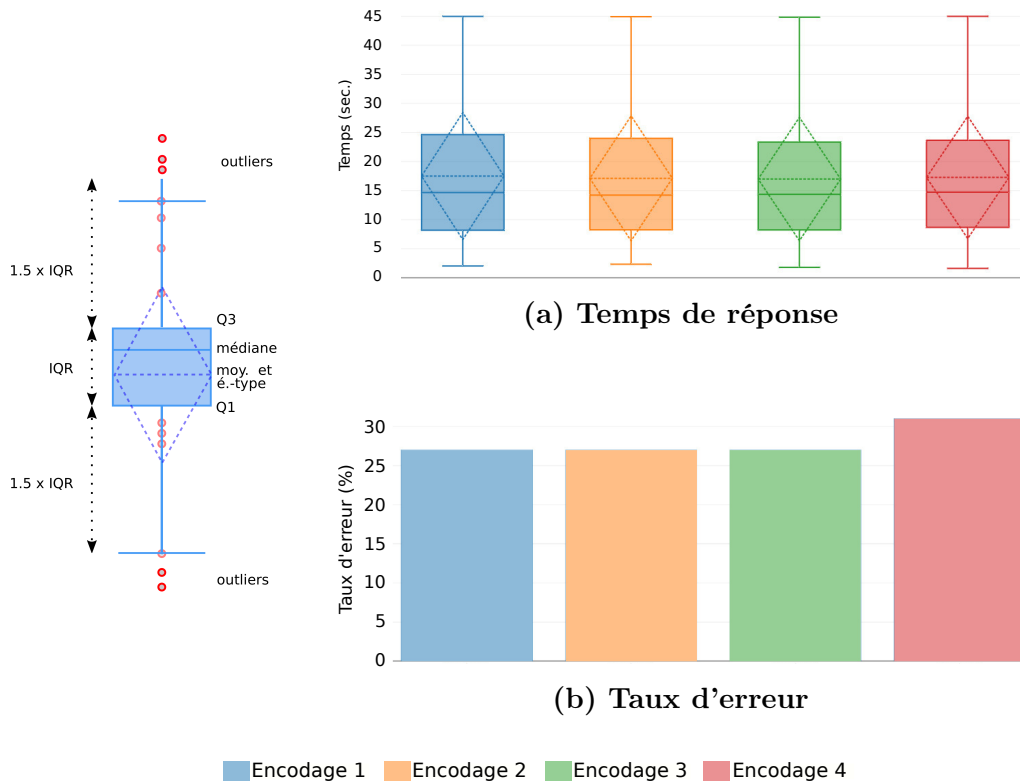 outliers
1.5 x IQR
Q3
médiane
IQR
moy. et
é.-type
Q1
1.5 x IQR
outliers
45
40
35
30
25
20
15
10
5
0
Temps (sec.)
(a) Temps de réponse
30
25
20
15
10
5
0
Taux d'erreur (%)
(b) Taux d'erreur
Encodage 1 Encodage 2 Encodage 3 Encodage 4